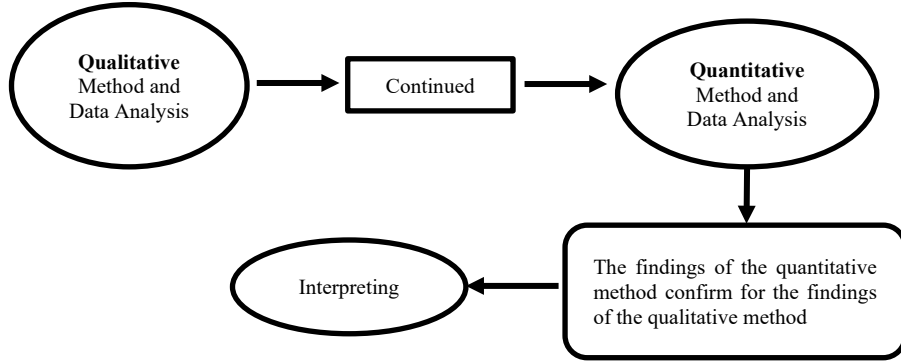 Qualitative
Method and
Data Analysis
Continued
Quantitative
Method and
Data Analysis
The findings of the quantitative
method confirm for the findings
of the qualitative method
Interpreting